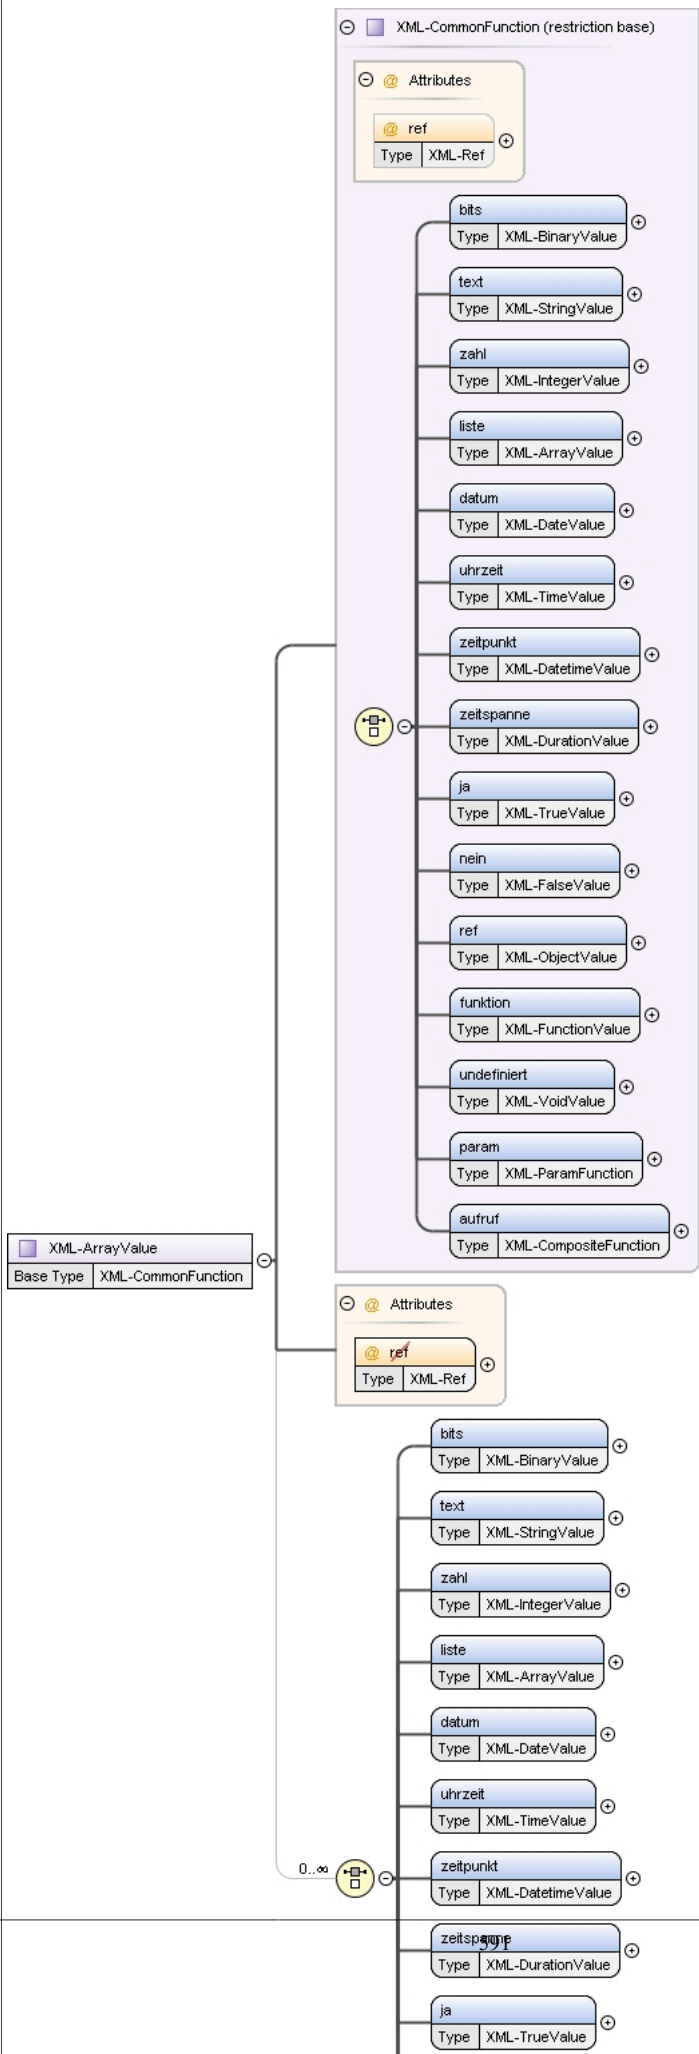 XML-CommonFunction (restriction base)
@ Attributes
@ ref
Type XML-Ref
bits
Type XML-BinaryValue
text
Type XML-StringValue
zahl
Type XML-IntegerValue
liste
Type XML-ArrayValue
datum
Type XML-DateValue
uhrzeit
Type XML-TimeValue
zeitpunkt
Type XML-DatetimeValue
zeitspanne
Type XML-DurationValue
ja
Type XML-TrueValue
nein
Type XML-FalseValue
ref
Type XML-ObjectValue
funktion
Type XML-FunctionValue
undefiniert
Type XML-VoidValue
param
Type XML-ParamFunction
aufruf
Type XML-CompositeFunction
XML-ArrayValue
Base Type XML-CommonFunction
@ Attributes
@ ref
Type XML-Ref
bits
Type XML-BinaryValue
text
Type XML-StringValue
zahl
Type XML-IntegerValue
liste
Type XML-ArrayValue
datum
Type XML-DateValue
uhrzeit
Type XML-TimeValue
0..∞
zeitpunkt
Type XML-DatetimeValue
zeitspanne
591
Type XML-DurationValue
ja
Type XML-TrueValue